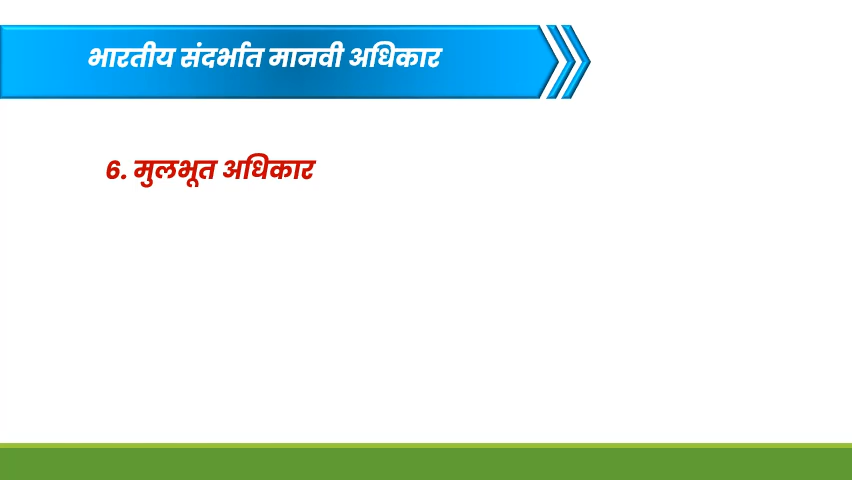 भारतीय संदर्भात मानवी अधिकार
6. मुलभूत अधिकार